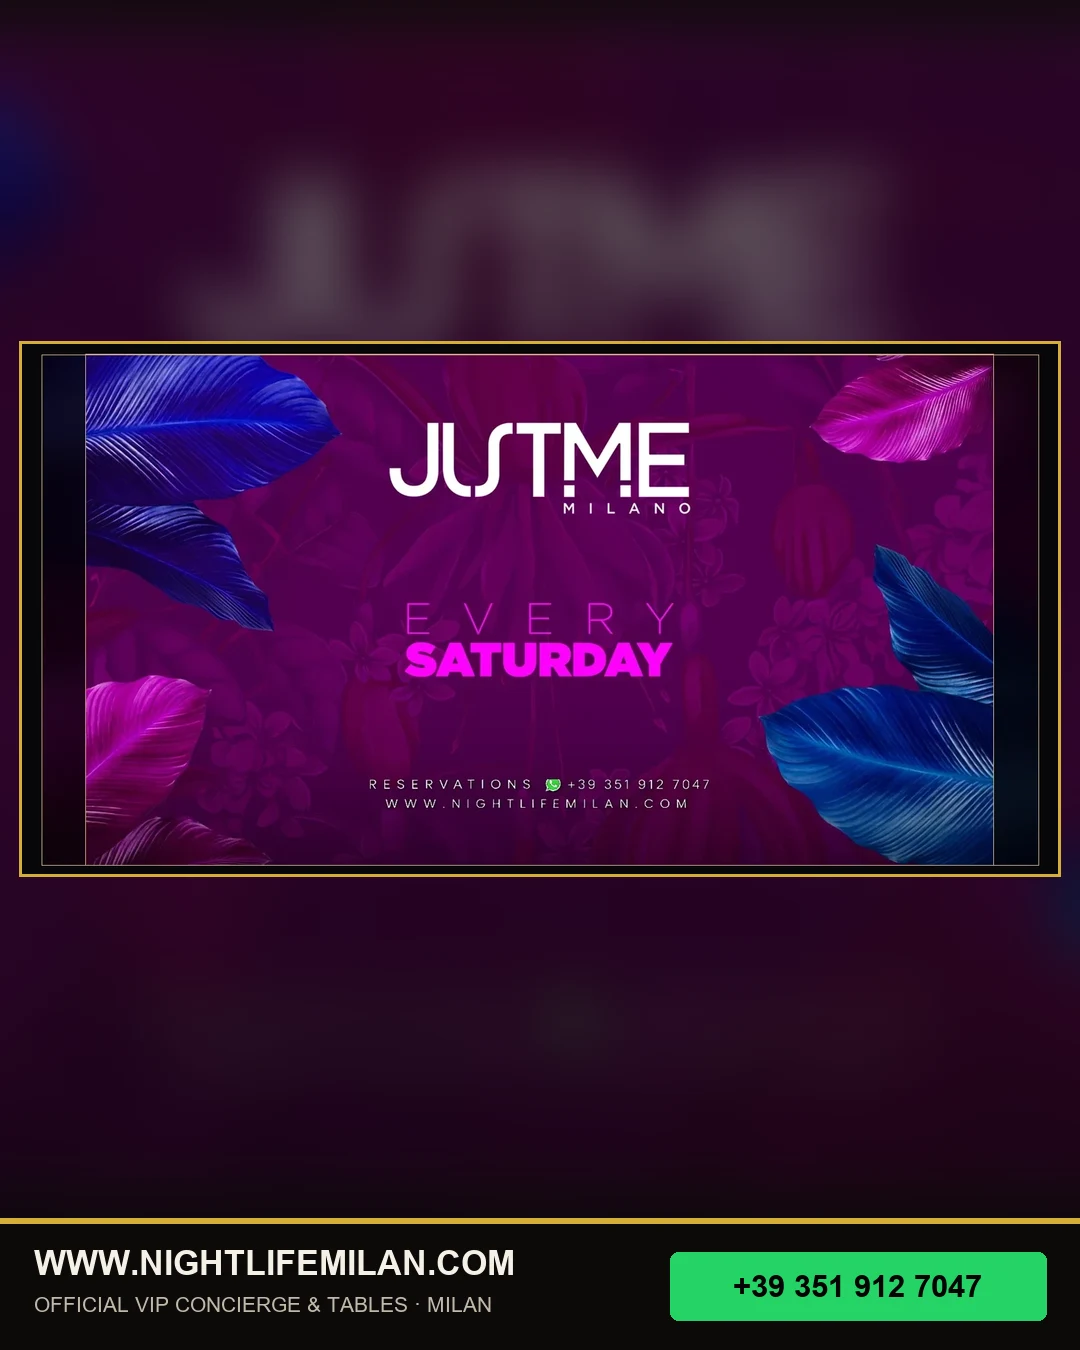 JUSTME
MILANO
EVERY
SATURDAY
RESERVATIONS +39 351 912 7047
WWW.NIGHTLIFEMILAN.COM
WWW.NIGHTLIFEMILAN.COM
OFFICIAL VIP CONCIERGE & TABLES · MILAN
+39 351 912 7047